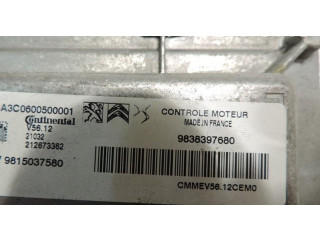 A3C0600500001
Continental
V56.12
21032
212673362
9815037580
CONTROLE MOTEUR
MADE IN FRANCE
9838397680
CMMEV56.12CEM0